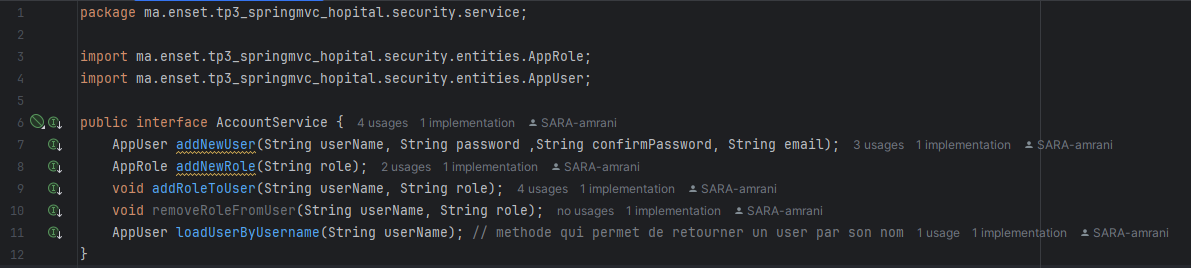 1 package ma.enset.tp3_springmvc_hopital.security.service;
2
3 import ma.enset.tp3_springmvc_hopital.security.entities.AppRole;
4 import ma.enset.tp3_springmvc_hopital.security.entities.AppUser;
5
6 public interface AccountService { 4 usages 1 implementation SARA-amrani
7 AppUser addNewUser(String userName, String password ,String confirmPassword, String email); 3 usages 1 implementation SARA-amrani
8 AppRole addNewRole(String role); 2 usages 1 implementation SARA-amrani
9 void addRoleToUser(String userName, String role); 4 usages 1 implementation SARA-amrani
10 void removeRoleFromUser(String userName, String role); no usages 1 implementation SARA-amrani
11 AppUser loadUserByUsername(String userName); // methode qui permet de retourner un user par son nom 1 usage 1 implementation SARA-amrani
12 }